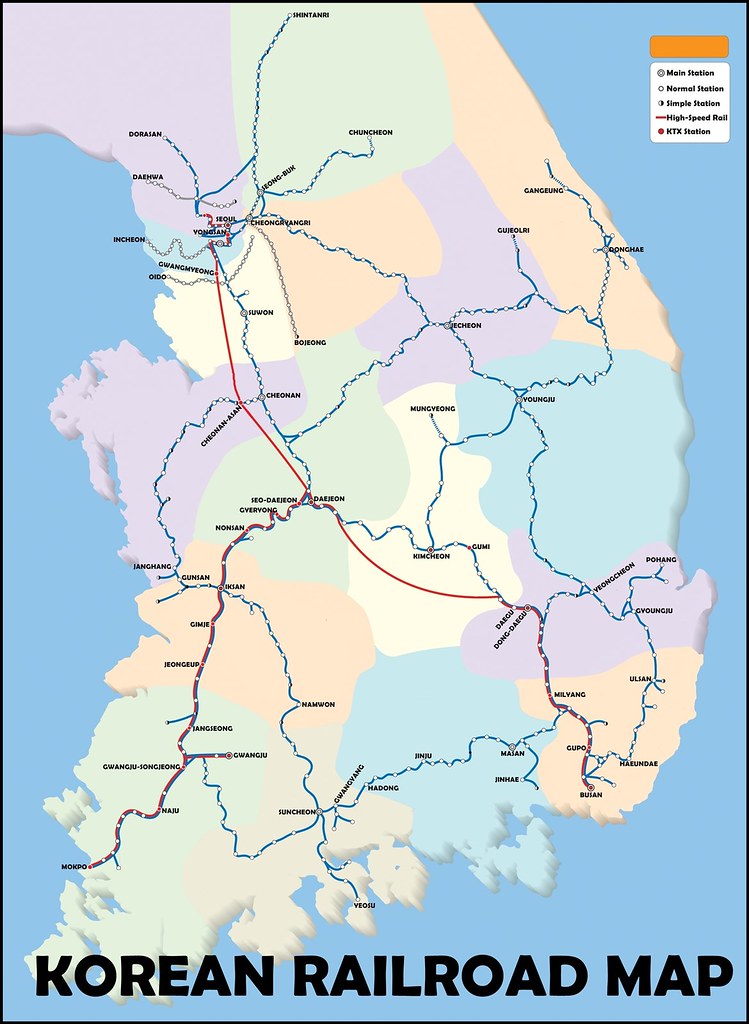 SHINTANRI
Main Station
Normal Station
Simple Station
High-Speed Rail
KTX Station
DORASAN
CHUNCHEON
DAEHWA
SEONG-BUK
GANGEUNG
SEOUL
CHEONGRYANGRI
YONGSAN
GUJEOLRI
INCHEON
DONGHAE
GWANGMYEONG
OIDO
SUWON
JECHEON
BOJEONG
CHEONAN
YOUNGJU
CHEONAN-ASAN
MUNGYEONG
SEO-DAEJEON
DAEJEON
GYERYONG
NONSAN
GUMI
KIMCHEON
JANGHANG
POHANG
GUNSAN
IKSAN
YEONGCHEON
GYOUNGJU
DAEGU
DONG-DAEGU
GIMJE
JEONGEUP
ULSAN
MILYANG
NAMWON
JANGSEONG
GUPO
GWANGJU
MASAN
JINJU
HAEUNDAE
GWANGJU-SONGJEONG
JINHAE
GWANGYANG
HADONG
BUSAN
NAJU
SUNCHEON
MOKPO
YEOSU
KOREAN RAILROAD MAP